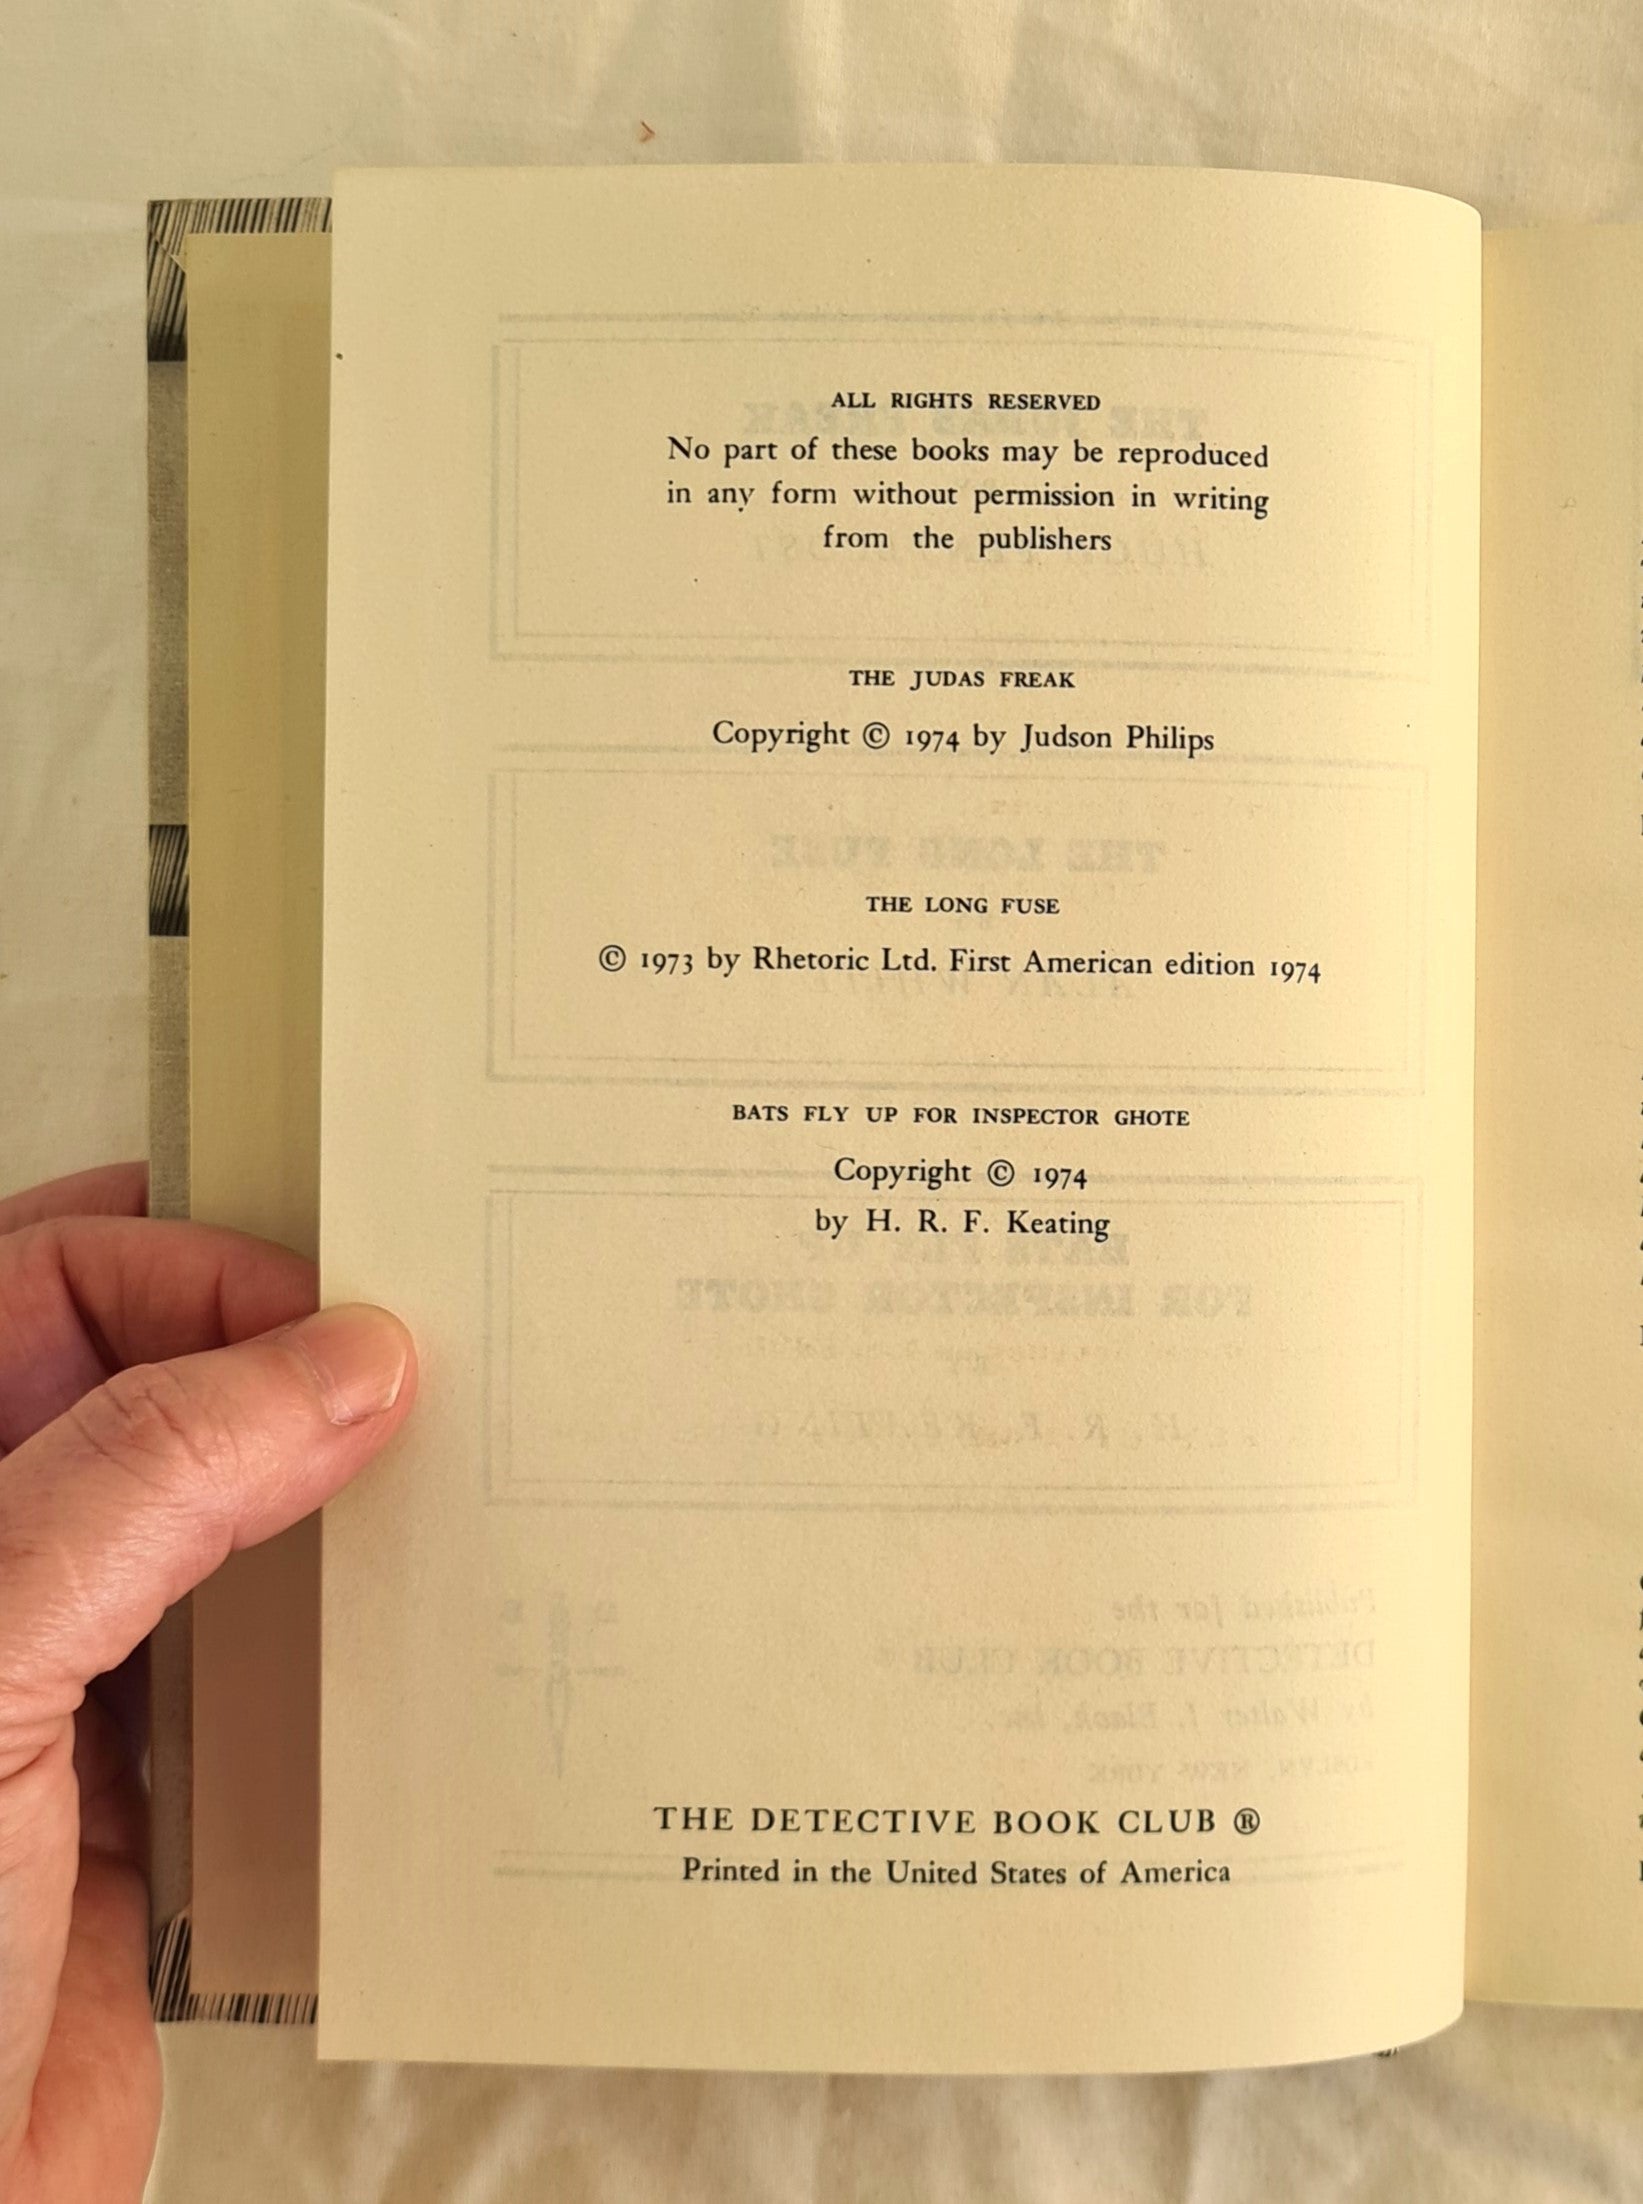 ALL RIGHTS RESERVED
No part of these books may be reproduced
in any form without permission in writing
from the publishers
THE JUDAS FREAK
Copyright © 1974 by Judson Philips
THE LONG FUSE
© 1973 by Rhetoric Ltd. First American edition 1974
BATS FLY UP FOR INSPECTOR GHOTE
Copyright © 1974
by H. R. F. Keating
THE DETECTIVE BOOK CLUB ®
Printed in the United States of America